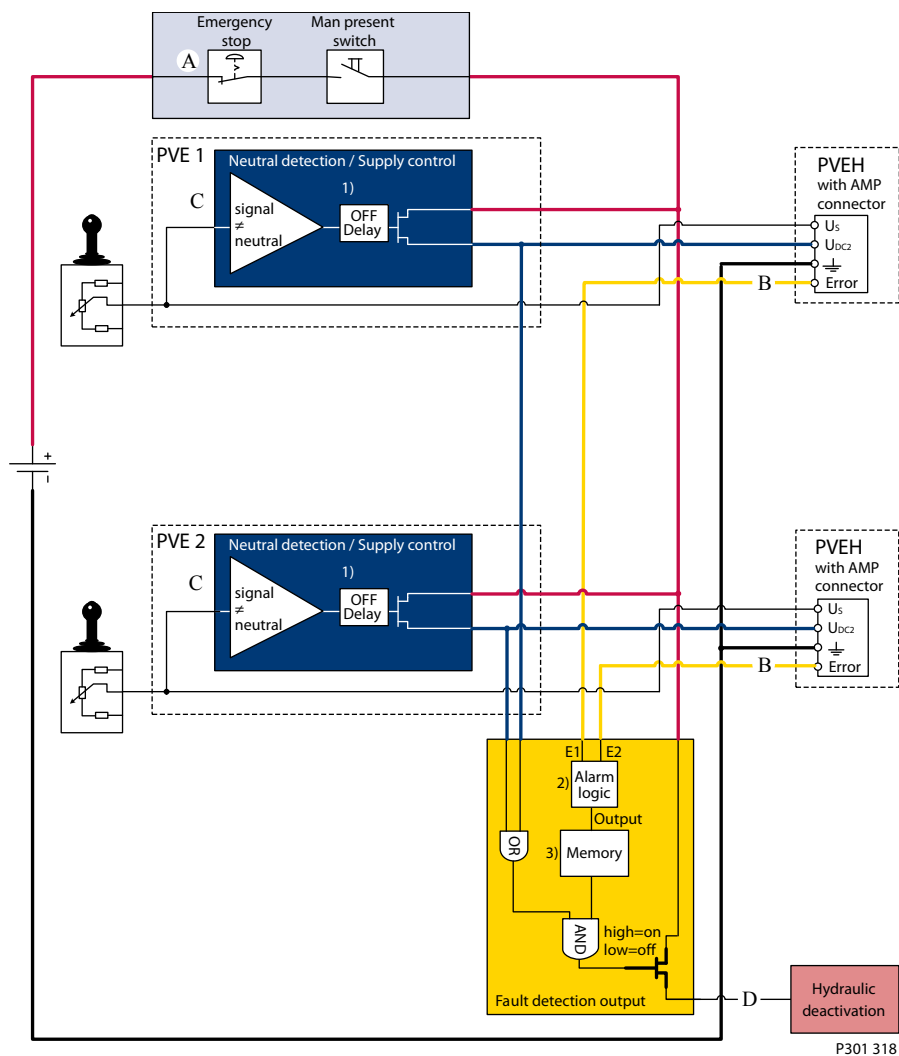 Emergency
stop
Man present
switch
A
PVE 1
Neutral detection / Supply control
C
signal
≠
neutral
1)
OFF
Delay
PVEH
with AMP
connector
US
UDC2
Error
B
+
–
PVE 2
Neutral detection / Supply control
C
signal
≠
neutral
1)
OFF
Delay
PVEH
with AMP
connector
US
UDC2
Error
B
E1
E2
2)
Alarm
logic
Output
OR
3)
Memory
AND
high=on
low=off
Fault detection output
D
Hydraulic
deactivation
P301 318